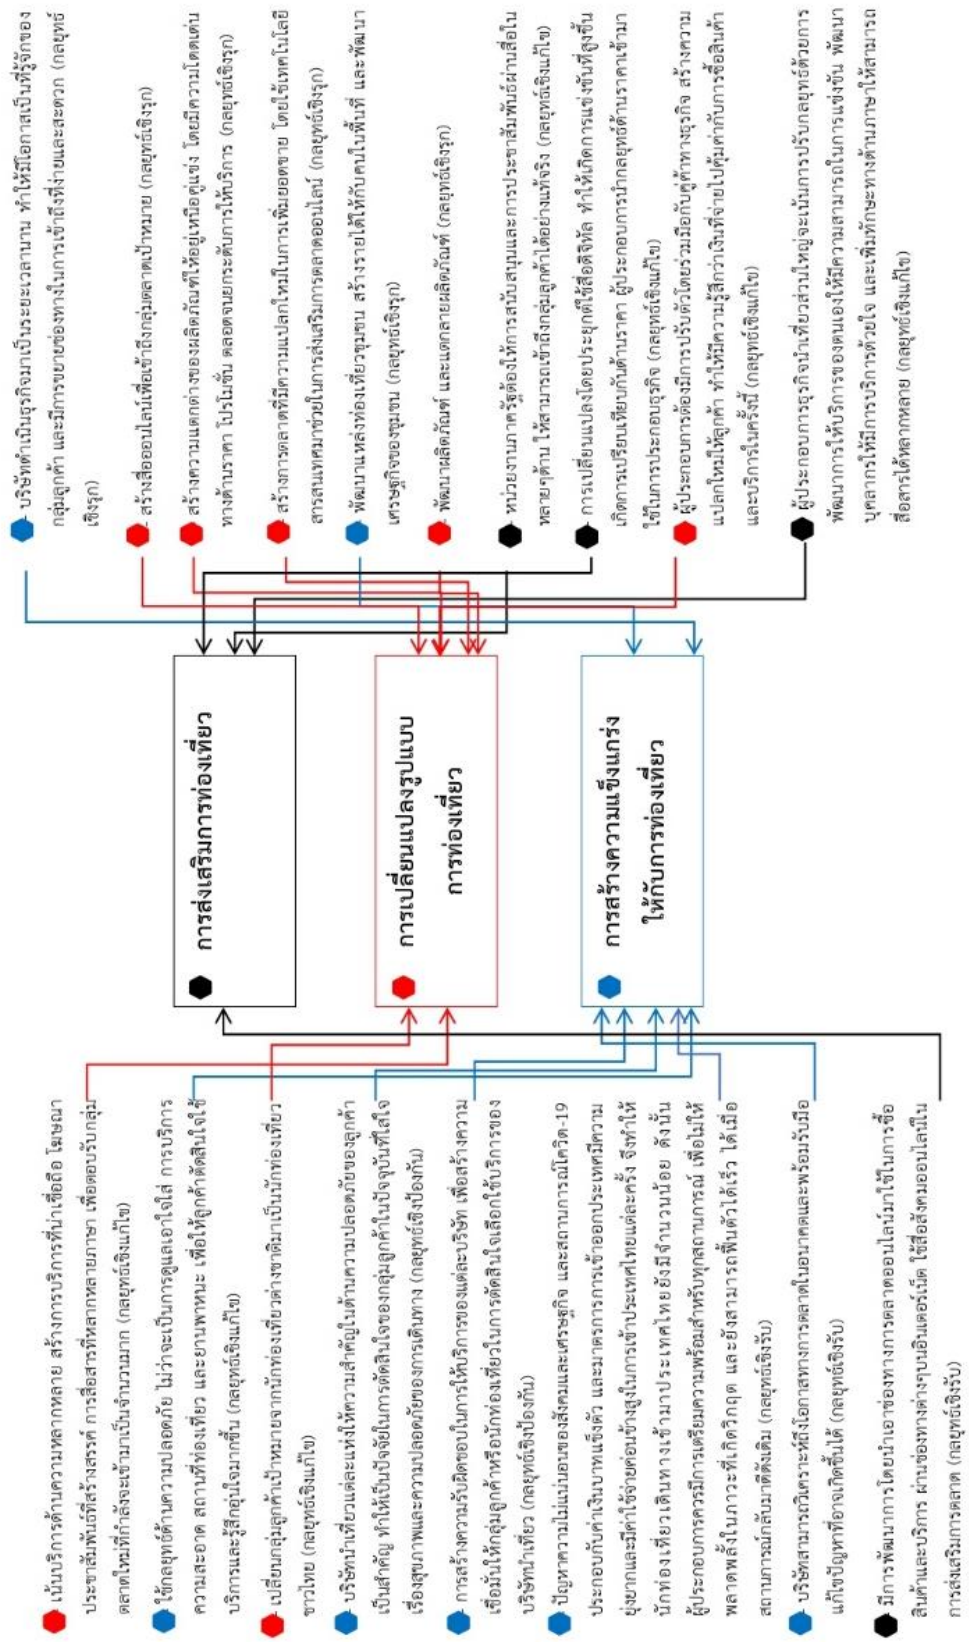 - เน้นบริการด้านความหลากหลาย สร้างการบริการที่น่าเชื่อถือ โฆษณา
ประชาสัมพันธ์ที่สร้างสรรค์ การสื่อสารที่หลากหลายภาษา เพื่อตอบรับกลุ่ม
ตลาดใหม่ที่กำลังจะเข้ามาเป็นจำนวนมาก (กลยุทธ์เชิงแก้ไข)
- ใช้กลยุทธ์ด้านความปลอดภัย ไม่ว่าจะเป็นการดูแลเอาใจใส่ การบริการ
ความสะอาด สถานที่ท่องเที่ยว และยานพาหนะ เพื่อให้ลูกค้าตัดสินใจใช้
บริการและรู้สึกอุ่นใจมากขึ้น (กลยุทธ์เชิงแก้ไข)
- เปลี่ยนกลุ่มลูกค้าเป้าหมายจากนักท่องเที่ยวต่างชาติมาเป็นนักท่องเที่ยว
ชาวไทย (กลยุทธ์เชิงแก้ไข)
- บริษัทนำเที่ยวแต่ละแห่งให้ความสำคัญในด้านความปลอดภัยของลูกค้า
เป็นสำคัญ ทำให้เป็นปัจจัยในการตัดสินใจของกลุ่มลูกค้าในปัจจุบันที่ใส่ใจ
เรื่องสุขภาพและความปลอดภัยของการเดินทาง (กลยุทธ์เชิงป้องกัน)
- การสร้างความรับผิดชอบในการให้บริการของแต่ละบริษัท เพื่อสร้างความ
เชื่อมั่นให้กลุ่มลูกค้าหรือนักท่องเที่ยวในการตัดสินใจเลือกใช้บริการของ
บริษัทนำเที่ยว (กลยุทธ์เชิงป้องกัน)
- ปัญหาความไม่แน่นอนของสังคมและเศรษฐกิจ และสถานการณ์โควิด-19
ประกอบกับค่าเงินบาทแข็งตัว และมาตรการการเข้าออกประเทศมีความ
ยุ่งยากและมีค่าใช้จ่ายค่อนข้างสูงในการเข้าประเทศไทยแต่ละครั้ง จึงทำให้
นักท่องเที่ยวเดินทางเข้ามาประเทศไทยยังมีจำนวนน้อย ดังนั้น
ผู้ประกอบการควรมีการเตรียมความพร้อมสำหรับทุกสถานการณ์ เพื่อไม่ให้
พลาดพลั้งในภาวะที่เกิดวิกฤต และยังสามารถฟื้นตัวได้เร็ว ได้เมื่อ
สถานการณ์กลับมาดีดังเดิม (กลยุทธ์เชิงรับ)
- บริษัทสามารถวิเคราะห์ถึงโอกาสทางการตลาดในอนาคตและพร้อมรับมือ
แก้ไขปัญหาที่อาจเกิดขึ้นได้ (กลยุทธ์เชิงรับ)
- มีการพัฒนาการโดยนำเอาช่องทางการตลาดออนไลน์มาใช้ในการซื้อ
สินค้าและบริการ ผ่านช่องทางต่างๆบนอินเตอร์เน็ต ใช้สื่อสังคมออนไลน์ใน
การส่งเสริมการตลาด (กลยุทธ์เชิงรับ)
การส่งเสริมการท่องเที่ยว
การเปลี่ยนแปลงรูปแบบ
การท่องเที่ยว
การสร้างความแข็งแกร่ง
ให้กับการท่องเที่ยว
- บริษัทดำเนินธุรกิจมาเป็นระยะเวลานาน ทำให้มีโอกาสเป็นที่รู้จักของ
กลุ่มลูกค้า และมีการขยายช่องทางในการเข้าถึงที่ง่ายและสะดวก (กลยุทธ์
เชิงรุก)
- สร้างสื่อออนไลน์เพื่อเข้าถึงกลุ่มตลาดเป้าหมาย (กลยุทธ์เชิงรุก)
- สร้างความแตกต่างของผลิตภัณฑ์ให้อยู่เหนือคู่แข่ง โดยมีความโดดเด่น
ทางด้านราคา โปรโมชั่น ตลอดจนยกระดับการให้บริการ (กลยุทธ์เชิงรุก)
- สร้างการตลาดที่มีความแปลกใหม่ในการเพิ่มยอดขาย โดยใช้เทคโนโลยี
สารสนเทศมาช่วยในการส่งเสริมการตลาดออนไลน์ (กลยุทธ์เชิงรุก)
- พัฒนาแหล่งท่องเที่ยวชุมชน สร้างรายได้ให้กับคนในพื้นที่ และพัฒนา
เศรษฐกิจของชุมชน (กลยุทธ์เชิงรุก)
- พัฒนาผลิตภัณฑ์ และแตกลายผลิตภัณฑ์ (กลยุทธ์เชิงรุก)
- หน่วยงานภาครัฐต้องให้การสนับสนุนและการประชาสัมพันธ์ผ่านสื่อใน
หลายๆด้าน ให้สามารถเข้าถึงกลุ่มลูกค้าได้อย่างแท้จริง (กลยุทธ์เชิงแก้ไข)
- การเปลี่ยนแปลงโดยประยุกต์ใช้สื่อดิจิทัล ทำให้เกิดการแข่งขันที่สูงขึ้น
เกิดการเปรียบเทียบกันด้านราคา ผู้ประกอบการนำกลยุทธ์ด้านราคาเข้ามา
ใช้ในการประกอบธุรกิจ (กลยุทธ์เชิงแก้ไข)
- ผู้ประกอบการต้องมีการปรับตัวโดยร่วมมือกับคู่ค้าทางธุรกิจ สร้างความ
แปลกใหม่ให้ลูกค้า ทำให้มีความรู้สึกว่าเงินที่จ่ายไปคุ้มค่ากับการซื้อสินค้า
และบริการในครั้งนี้ (กลยุทธ์เชิงแก้ไข)
- ผู้ประกอบการธุรกิจนำเที่ยวส่วนใหญ่จะเน้นการปรับกลยุทธ์ด้วยการ
พัฒนาการให้บริการของตนเองให้มีความสามารถในการแข่งขัน พัฒนา
บุคลากรให้มีการบริการด้วยใจ และเพิ่มทักษะทางด้านภาษาให้สามารถ
สื่อสารได้หลากหลาย (กลยุทธ์เชิงแก้ไข)